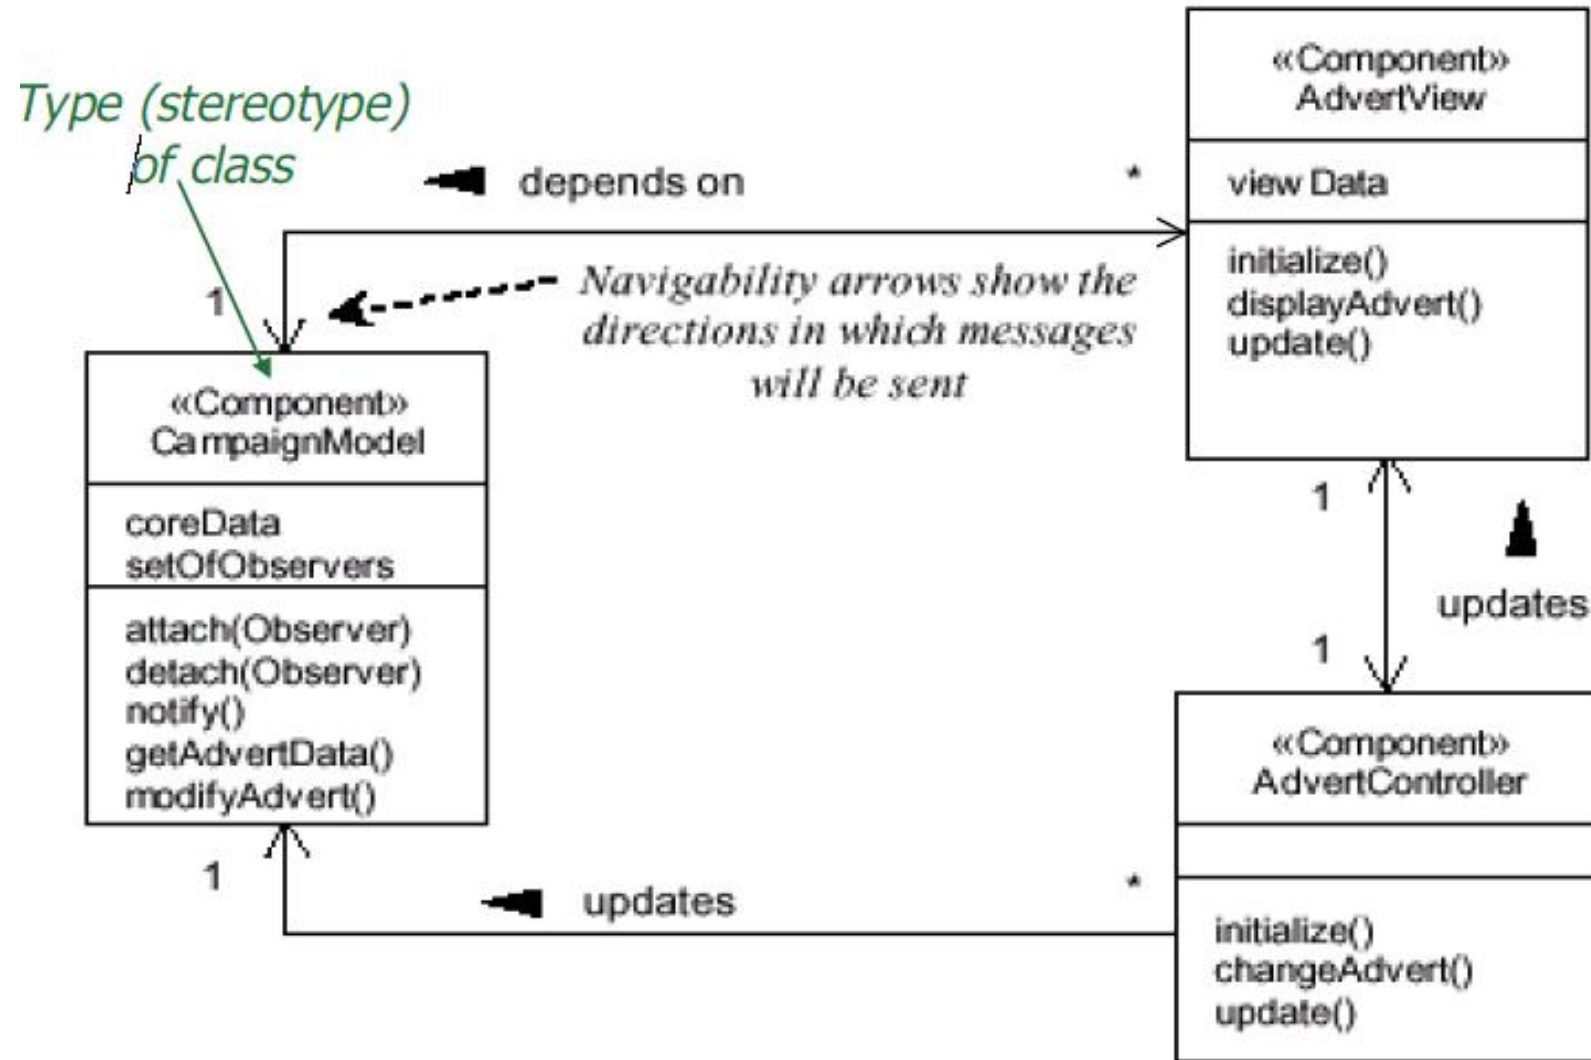 Type (stereotype)
of class
depends on
*
Navigability arrows show the
directions in which messages
will be sent
1
«Component»
CampaignModel
coreData
setOfObservers
attach(Observer)
detach(Observer)
notify()
getAdvertData()
modifyAdvert()
1
updates
*
«Component»
AdvertView
view Data
initialize()
displayAdvert()
update()
1
updates
1
«Component»
AdvertController
initialize()
changeAdvert()
update()